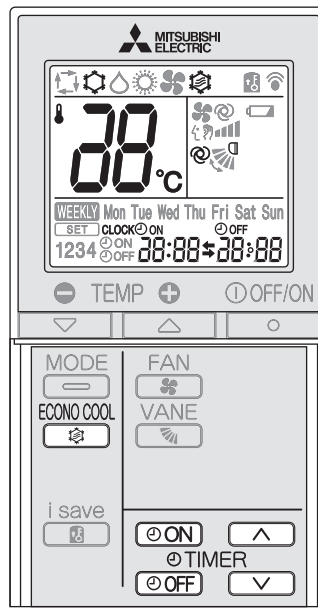 MITSUBISHI
ELECTRIC
88 °C
WEEKLY Mon Tue Wed Thu Fri Sat Sun
SET CLOCK ON OFF
1234 ON OFF 88:88 88:88
TEMP OFF/ON
MODE FAN
ECONO COOL VANE
i save
ON
TIMER
OFF